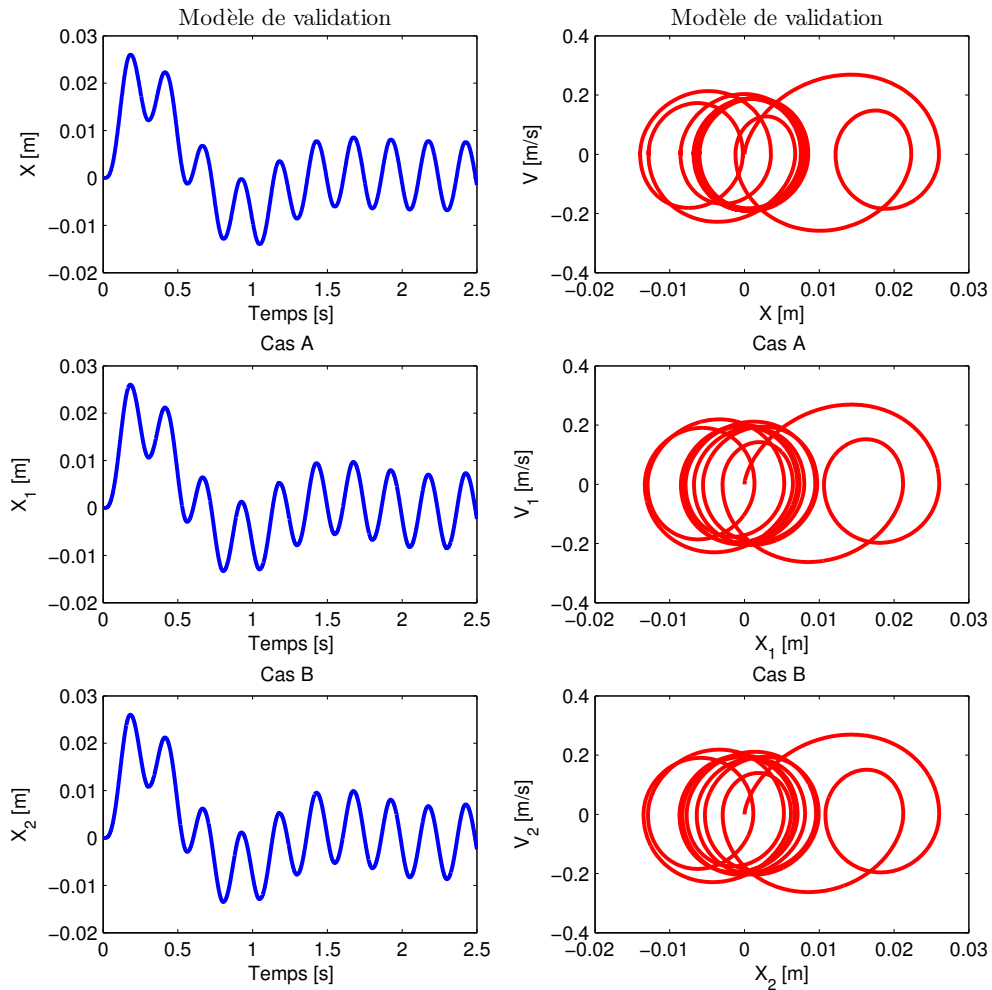 Modèle de validation
Modèle de validation
0.03
0.02
0.01
0
−0.01
−0.02
X [m]
0 0.5 1 1.5 2 2.5
Temps [s]
0.4
0.2
0
−0.2
−0.4
V [m/s]
−0.02 −0.01 0 0.01 0.02 0.03
X [m]
Cas A
Cas A
0.03
0.02
0.01
0
−0.01
−0.02
X1 [m]
0 0.5 1 1.5 2 2.5
Temps [s]
0.4
0.2
0
−0.2
−0.4
V1 [m/s]
−0.02 −0.01 0 0.01 0.02 0.03
X1 [m]
Cas B
Cas B
0.03
0.02
0.01
0
−0.01
−0.02
X2 [m]
0 0.5 1 1.5 2 2.5
Temps [s]
0.4
0.2
0
−0.2
−0.4
V2 [m/s]
−0.02 −0.01 0 0.01 0.02 0.03
X2 [m]